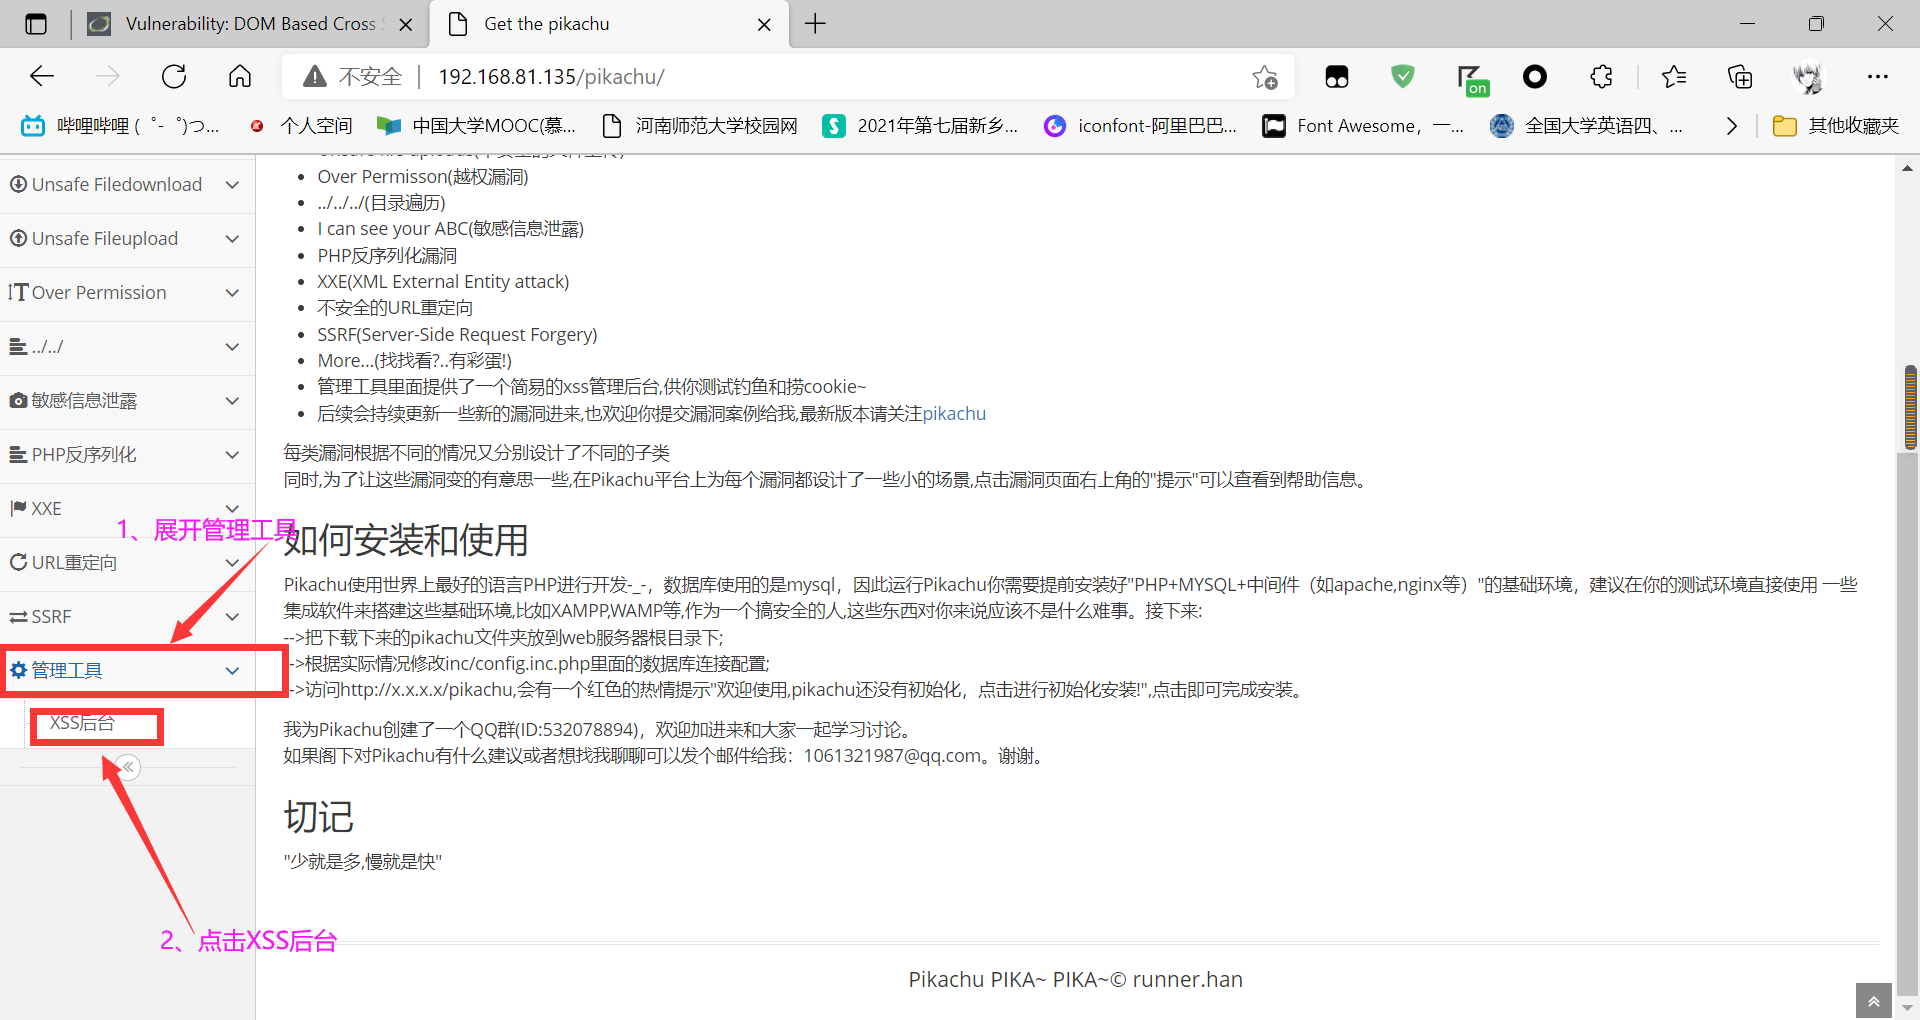 Vulnerability: DOM Based Cross S
Get the pikachu
不安全
192.168.81.135/pikachu/
on
哔哩哔哩 (゜-゜)つ...
个人空间
中国大学MOOC(慕...
河南师范大学校园网
2021年第七届新乡...
iconfont-阿里巴巴...
Font Awesome，一...
全国大学英语四、...
其他收藏夹
Unsafe Filedownload
Unsafe Fileupload
Over Permission
../../
敏感信息泄露
PHP反序列化
XXE
1、展开管理工具
URL重定向
SSRF
管理工具
XSS后台
2、点击XSS后台
Over Permisson(越权漏洞)
../../../(目录遍历)
I can see your ABC(敏感信息泄露)
PHP反序列化漏洞
XXE(XML External Entity attack)
不安全的URL重定向
SSRF(Server-Side Request Forgery)
More...(找找看?..有彩蛋!)
管理工具里面提供了一个简易的xss管理后台,供你测试钓鱼和捞cookie~
后续会持续更新一些新的漏洞进来,也欢迎你提交漏洞案例给我,最新版本请关注pikachu
每类漏洞根据不同的情况又分别设计了不同的子类
同时,为了让这些漏洞变的有意思一些,在Pikachu平台上为每个漏洞都设计了一些小的场景,点击漏洞页面右上角的"提示"可以查看到帮助信息。
如何安装和使用
Pikachu使用世界上最好的语言PHP进行开发-_-，数据库使用的是mysql，因此运行Pikachu你需要提前安装好"PHP+MYSQL+中间件（如apache,nginx等）"的基础环境，建议在你的测试环境直接使用 一些
集成软件来搭建这些基础环境,比如XAMPP,WAMP等,作为一个搞安全的人,这些东西对你来说应该不是什么难事。接下来:
-->把下载下来的pikachu文件夹放到web服务器根目录下;
->根据实际情况修改inc/config.inc.php里面的数据库连接配置;
->访问http://x.x.x.x/pikachu,会有一个红色的热情提示"欢迎使用,pikachu还没有初始化，点击进行初始化安装!",点击即可完成安装。
我为Pikachu创建了一个QQ群(ID:532078894)，欢迎加进来和大家一起学习讨论。
如果阁下对Pikachu有什么建议或者想找我聊聊可以发个邮件给我：1061321987@qq.com。谢谢。
切记
"少就是多,慢就是快"
Pikachu PIKA~ PIKA~© runner.han